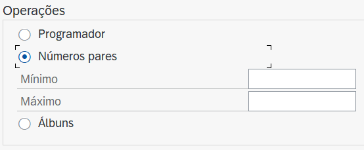 Operações
Programador
Números pares
Mínimo
Máximo
Álbuns